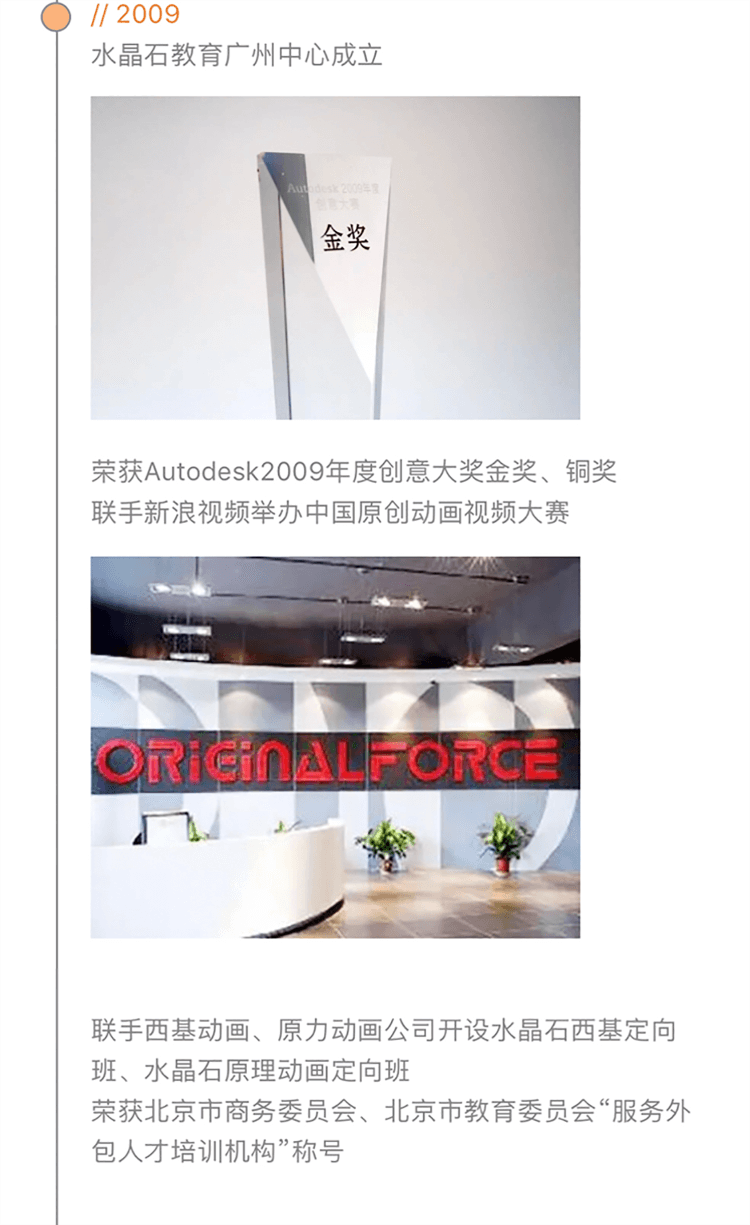 // 2009
水晶石教育广州中心成立
Autodesk 2009年度
创意大赛
金奖
荣获Autodesk2009年度创意大奖金奖、铜奖
联手新浪视频举办中国原创动画视频大赛
ORIGINALFORCE
联手西基动画、原力动画公司开设水晶石西基定向
班、水晶石原理动画定向班
荣获北京市商务委员会、北京市教育委员会“服务外
包人才培训机构”称号